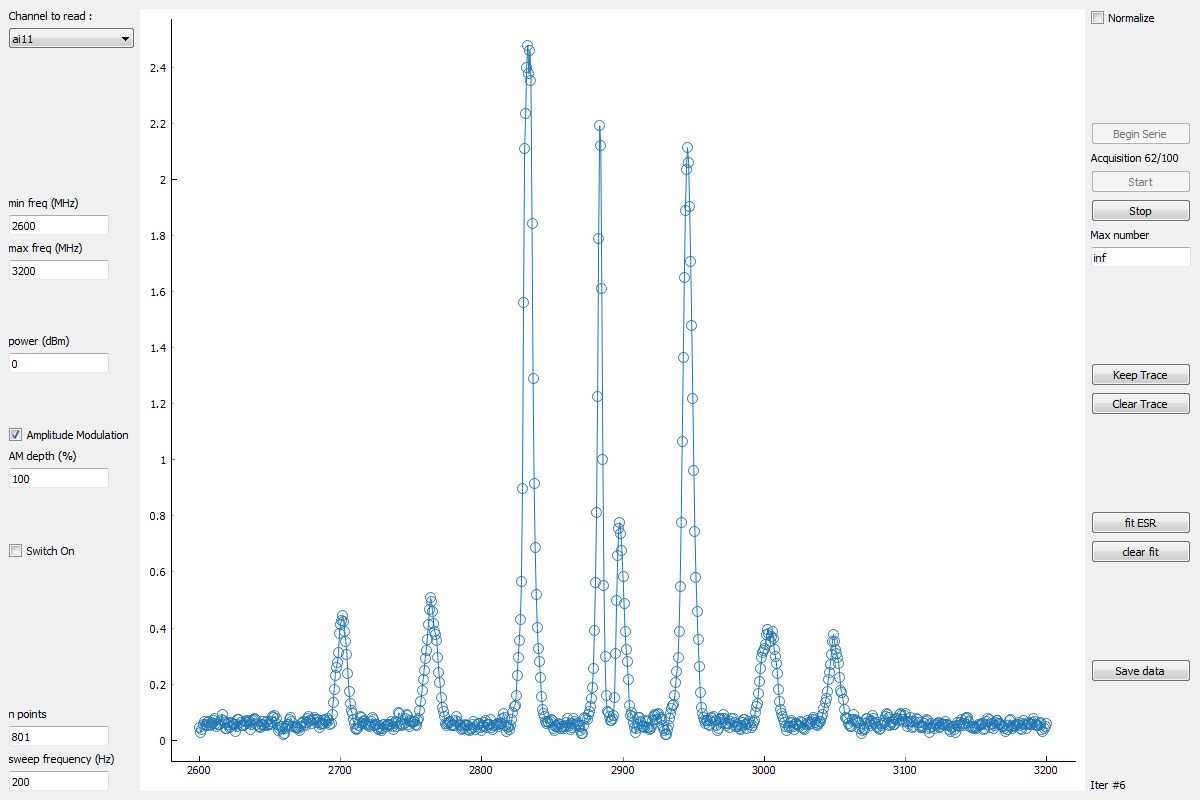 Channel to read :
ai11
min freq (MHz)
2600
max freq (MHz)
3200
power (dBm)
0
Amplitude Modulation
AM depth (%)
100
Switch On
n points
801
sweep frequency (Hz)
200
2.4
2.2
2
1.8
1.6
1.4
1.2
1
0.8
0.6
0.4
0.2
0
2600 2700 2800 2900 3000 3100 3200
Normalize
Begin Serie
Acquisition 62/100
Start
Stop
Max number
inf
Keep Trace
Clear Trace
fit ESR
clear fit
Save data
Iter #6